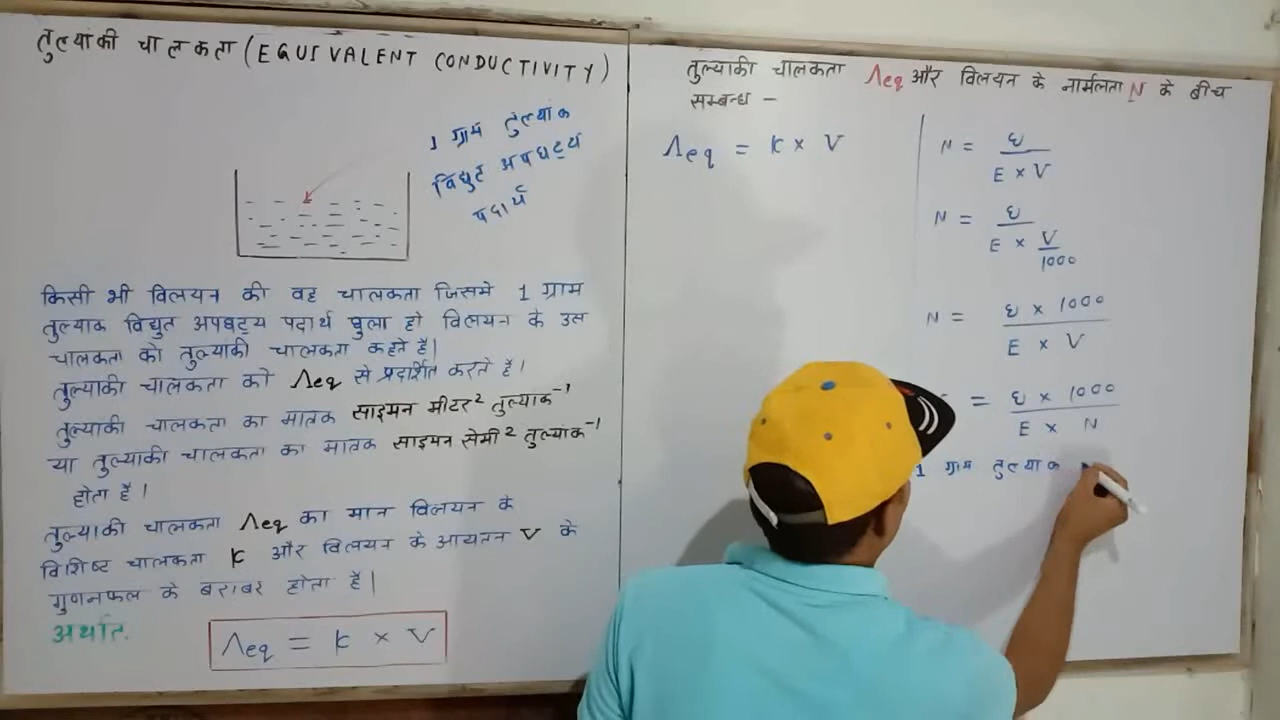 तुल्यांकी चालकता (EQUIVALENT CONDUCTIVITY)
1 ग्राम तुल्यांक
विद्युत अपघट्य
पदार्थ
किसी भी विलयन की वह चालकता जिसमे 1 ग्राम
तुल्यांक विद्युत अपघट्य पदार्थ घुला हो विलयन के उस
चालकता को तुल्यांकी चालकता कहते हैं।
तुल्यांकी चालकता को Λeq से प्रदर्शित करते हैं।
तुल्यांकी चालकता का मात्रक साइमन मीटर² तुल्यांक⁻¹
या तुल्यांकी चालकता का मात्रक साइमन सेमी² तुल्यांक⁻¹
होता है।
तुल्यांकी चालकता Λeq का मान विलयन के
विशिष्ट चालकता K और विलयन के आयतन V के
गुणनफल के बराबर होता है।
अर्थात.
Λeq = K × V
तुल्यांकी चालकता Λeq और विलयन के नार्मलता N के बीच
सम्बन्ध –
Λeq = K × V
N = W / E × V
N = W / E × V/1000
N = W × 1000 / E × V
= W × 1000 / E × N
1 ग्राम तुल्यांक